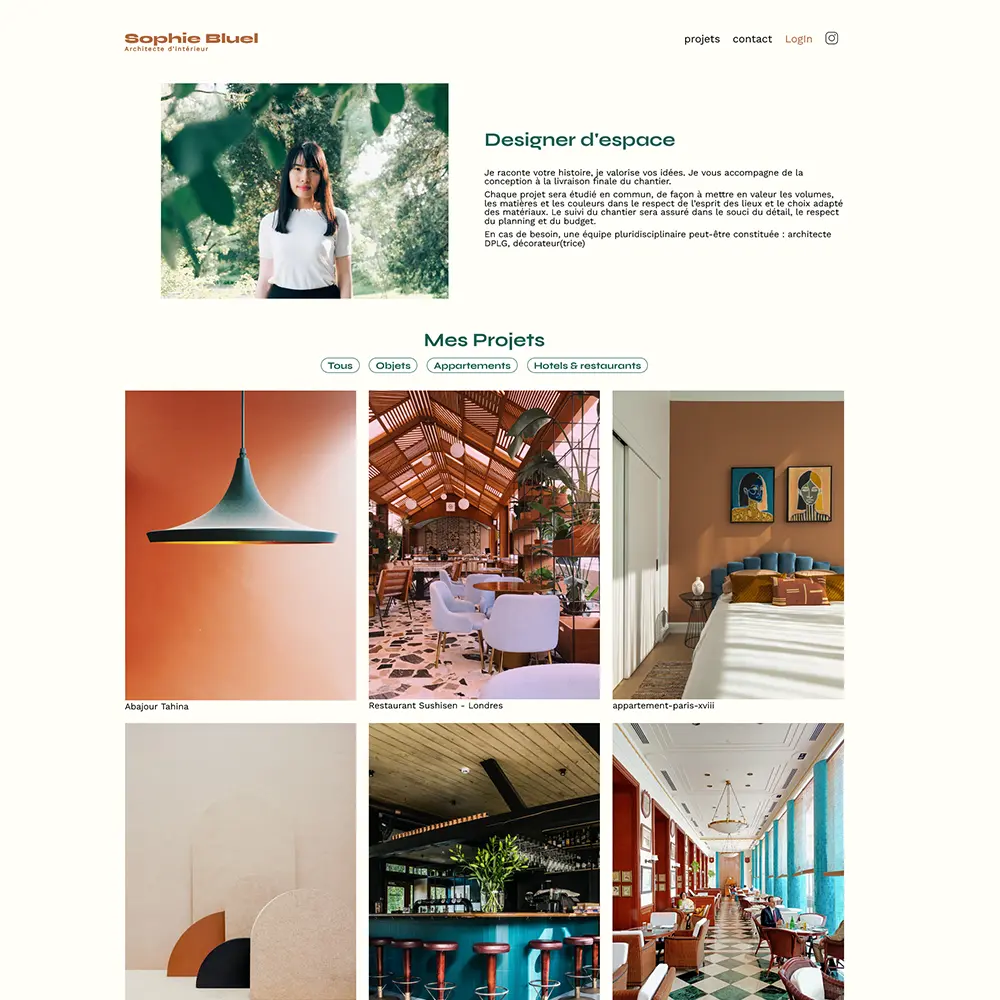 Sophie Bluel
Architecte d'intérieur
projets contact LogIn
Designer d'espace
Je raconte votre histoire, je valorise vos idées. Je vous accompagne de la
conception à la livraison finale du chantier.
Chaque projet sera étudié en commun, de façon à mettre en valeur les volumes,
les matières et les couleurs dans le respect de l'esprit des lieux et le choix adapté
des matériaux. Le suivi du chantier sera assuré dans le souci du détail, le respect
du planning et du budget.
En cas de besoin, une équipe pluridisciplinaire peut-être constituée : architecte
DPLG, décorateur(trice)
Mes Projets
Tous Objets Appartements Hotels & restaurants
Abajour Tahina
Restaurant Sushisen - Londres
appartement-paris-xviii